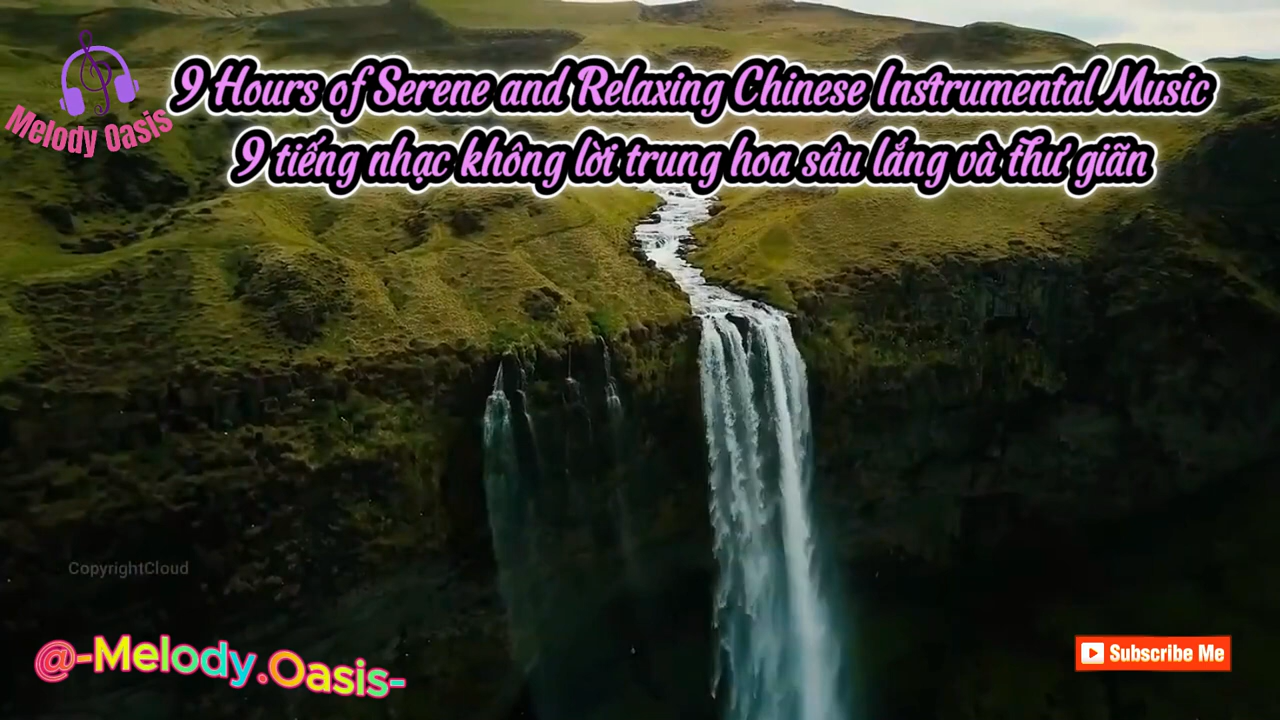 Melody Oasis
9 Hours of Serene and Relaxing Chinese Instrumental Music
9 tiếng nhạc không lời trung hoa sâu lắng và thư giãn
CopyrightCloud
@-Melody.Oasis-
Subscribe Me